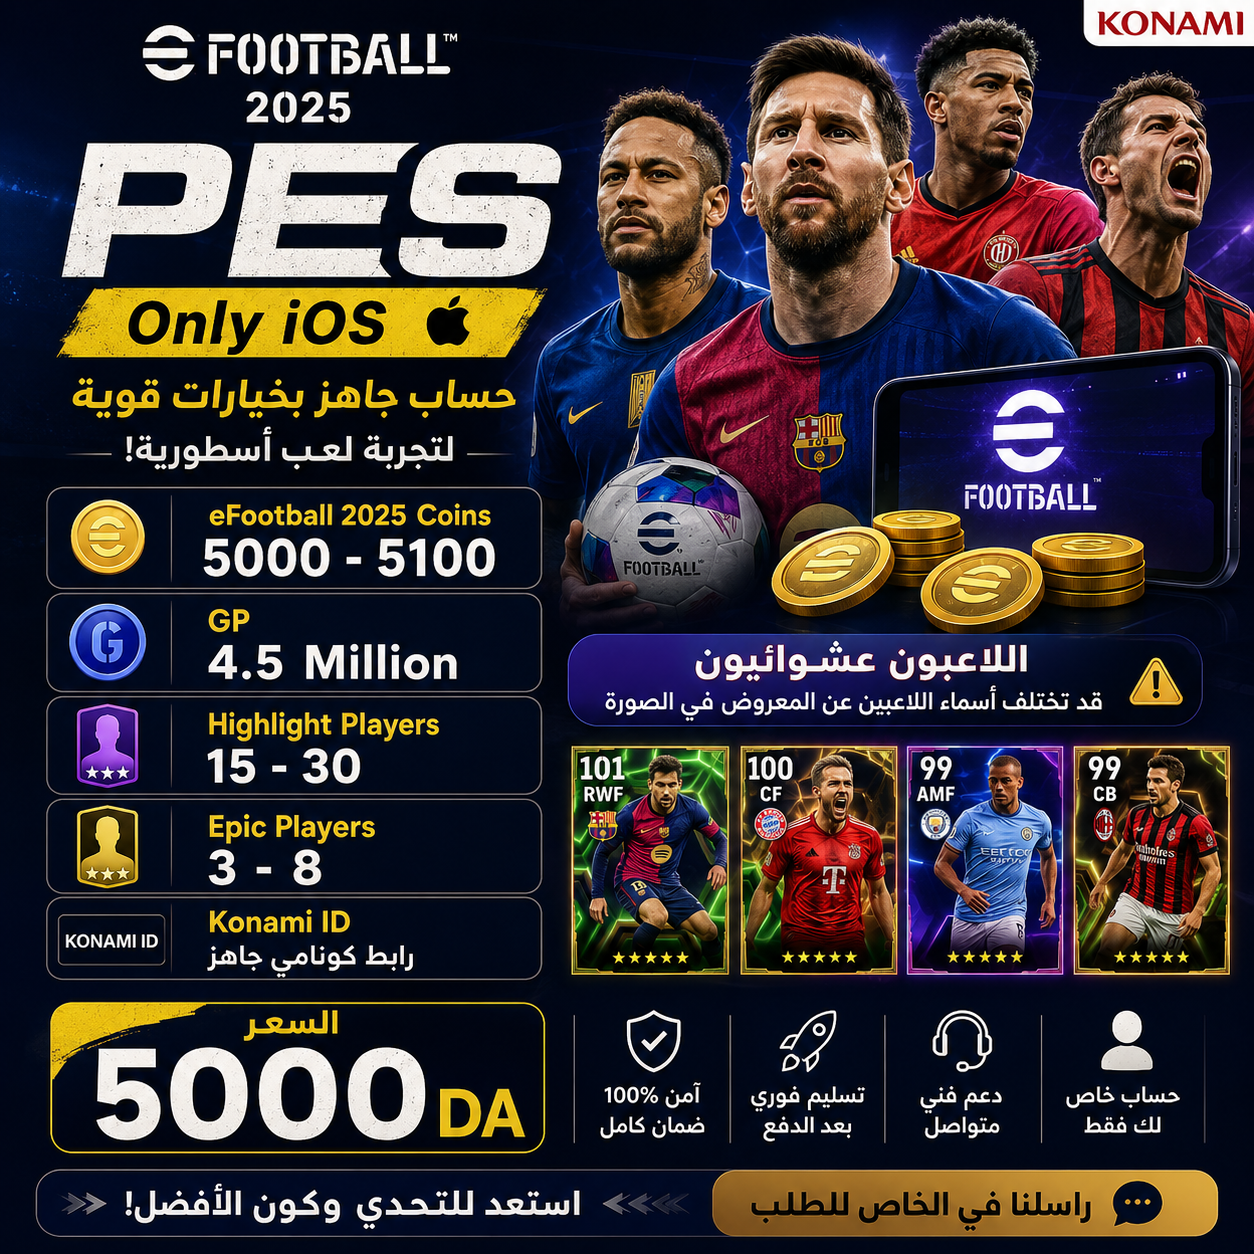 KONAMI
FOOTBALL™
2025
PES
Only iOS
حساب جاهز بخيارات قوية
لتجربة لعب أسطورية!
eFootball 2025 Coins
5000 - 5100
GP
4.5 Million
Highlight Players
15 - 30
Epic Players
3 - 8
KONAMI ID
Konami ID
رابط كونامي جاهز
FOOTBALL™
FOOTBALL™
اللاعبون عشوائيون
قد تختلف أسماء اللاعبين عن المعروض في الصورة
101
RWF
100
CF
99
AMF
99
CB
السعر
5000 DA
آمن 100%
ضمان كامل
تسليم فوري
بعد الدفع
دعم فني
متواصل
حساب خاص
لك فقط
استعد للتحدي وكون الأفضل!
راسلنا في الخاص للطلب